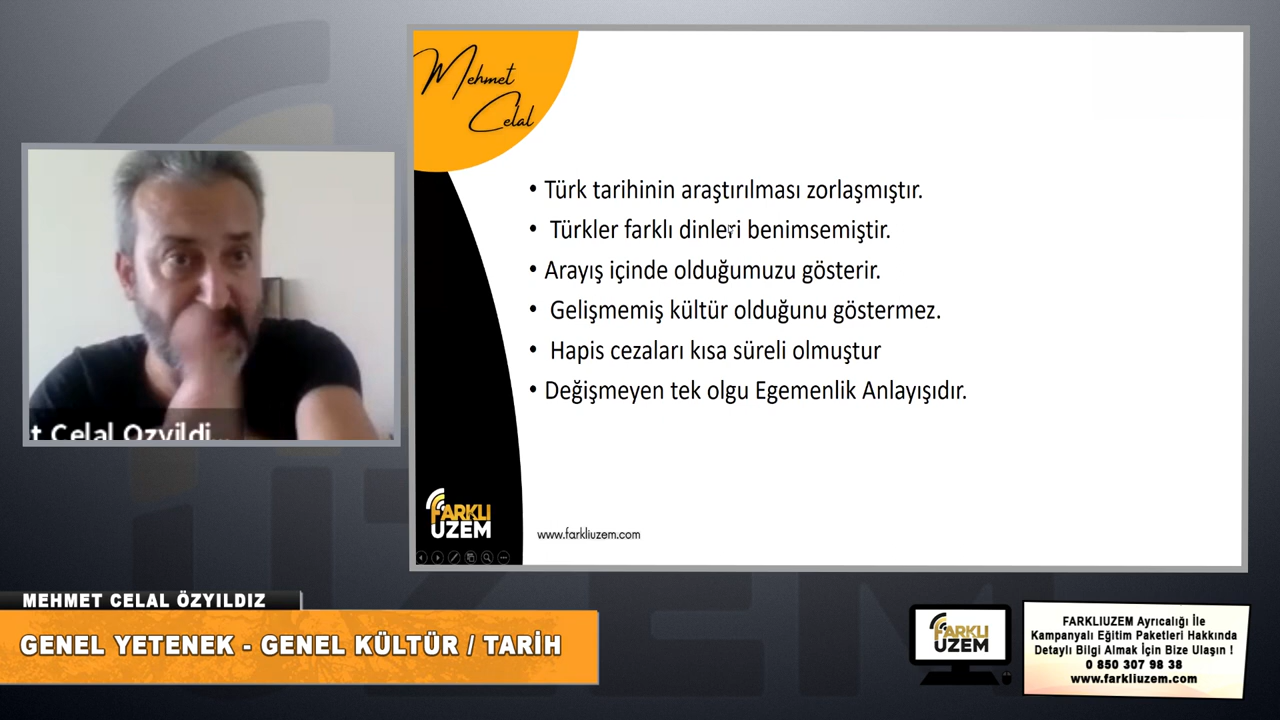 Mehmet
Celal
• Türk tarihinin araştırılması zorlaşmıştır.
• Türkler farklı dinleri benimsemiştir.
• Arayış içinde olduğumuzu gösterir.
• Gelişmemiş kültür olduğunu göstermez.
• Hapis cezaları kısa süreli olmuştur
• Değişmeyen tek olgu Egemenlik Anlayışıdır.
t Celal Ozyildi...
FARKLI
UZEM
www.farkliuzem.com
MEHMET CELAL ÖZYILDIZ
GENEL YETENEK - GENEL KÜLTÜR / TARİH
FARKLI
UZEM
FARKLIUZEM Ayrıcalığı İle
Kampanyalı Eğitim Paketleri Hakkında
Detaylı Bilgi Almak İçin Bize Ulaşın !
0 850 307 98 38
www.farkliuzem.com
ÜZEM